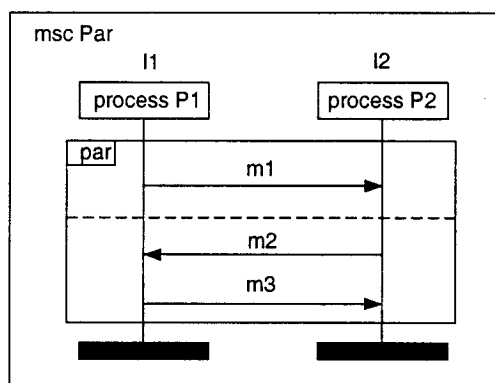 msc Par
I1 I2
process P1 process P2
par
m1
m2
m3